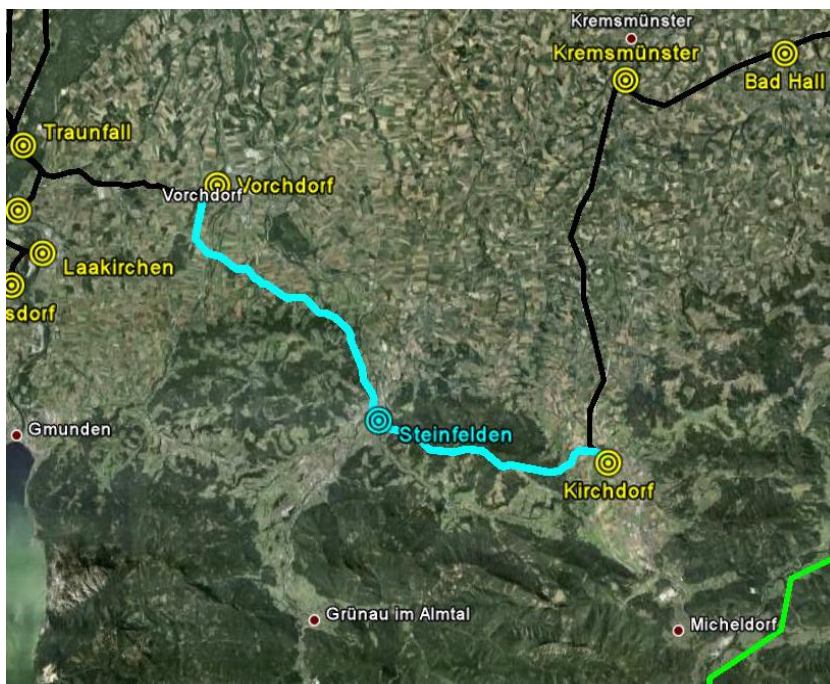 Kremsmünster
Kremsmünster
Bad Hall
Traunfall
Vorchdorf
Vorchdorf
Laakirchen
sdorf
Gmunden
Steinfelden
Kirchdorf
Grünau im Almtal
Micheldorf